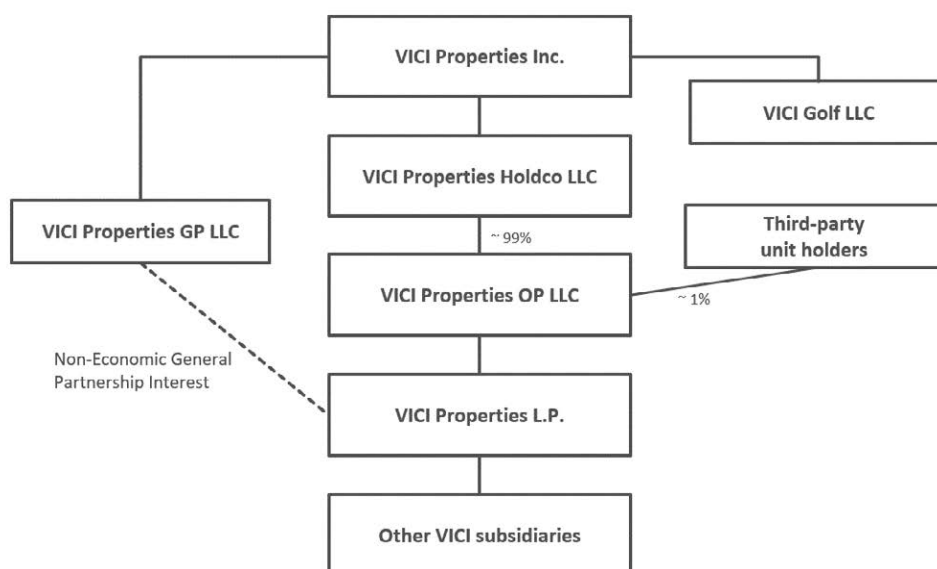 VICI Properties Inc.
VICI Golf LLC
VICI Properties Holdco LLC
VICI Properties GP LLC
~ 99%
Third-party
unit holders
VICI Properties OP LLC
~ 1%
Non-Economic General
Partnership Interest
VICI Properties L.P.
Other VICI subsidiaries